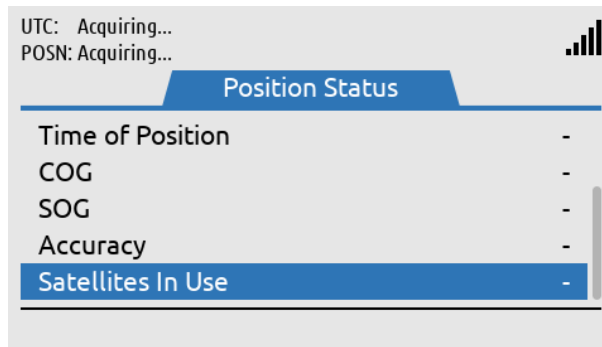 UTC: Acquiring...
POSN: Acquiring...
Position Status
Time of Position -
COG -
SOG -
Accuracy -
Satellites In Use -